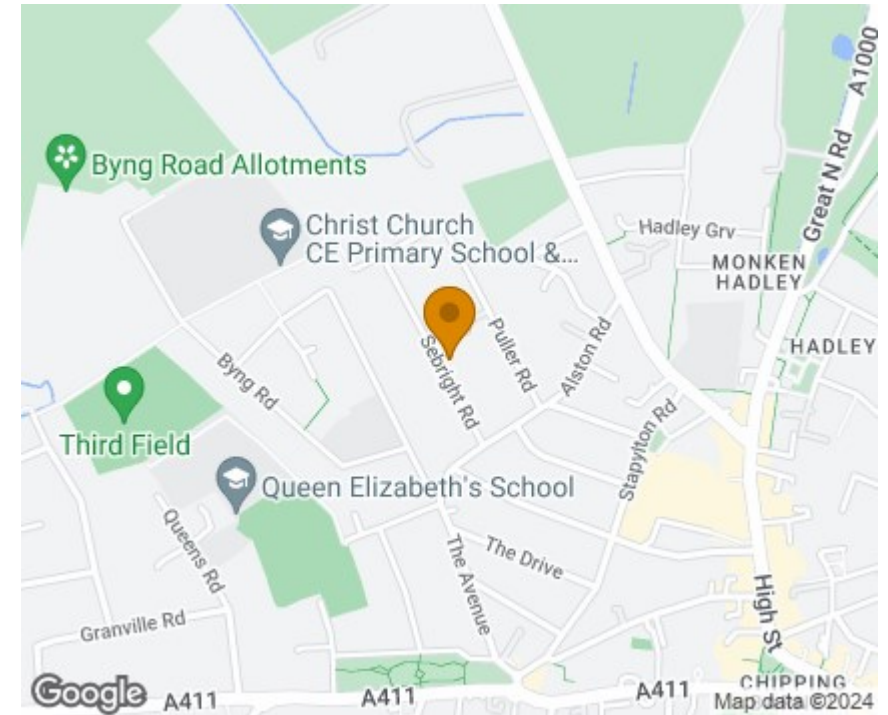 A1000
Great N Rd
Byng Road Allotments
Christ Church
CE Primary School &...
Hadley Grv
MONKEN
HADLEY
HADLEY
Puller Rd
Sebright Rd
Alston Rd
Byng Rd
Third Field
Stapylton Rd
Queen Elizabeth's School
Queens Rd
The Drive
The Avenue
High St
Granville Rd
CHIPPING
Google
A411
A411
A411
Map data ©2024